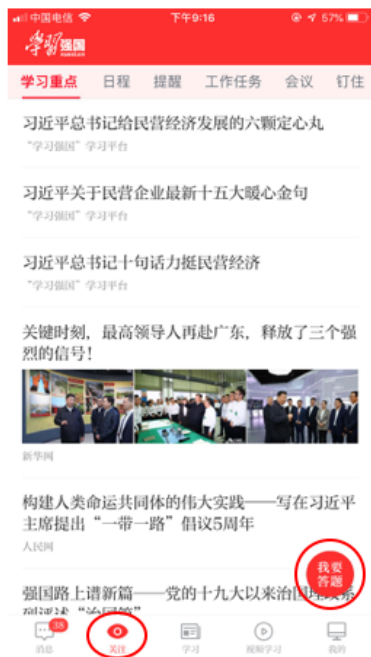 中国电信 下午9:16 57%
学习强国
学习重点 日程 提醒 工作任务 会议 钉住
习近平总书记给民营经济发展的六颗定心丸
“学习强国”学习平台
习近平关于民营企业最新十五大暖心金句
“学习强国”学习平台
习近平总书记十句话力挺民营经济
“学习强国”学习平台
关键时刻，最高领导人再赴广东，释放了三个强
烈的信号！
新华网
构建人类命运共同体的伟大实践——写在习近平
主席提出“一带一路”倡议5周年
人民网
我要
答题
强国路上谱新篇——党的十九大以来治国理政系
列评述“治国篇”
38
消息 关注 学习 视频学习 我的